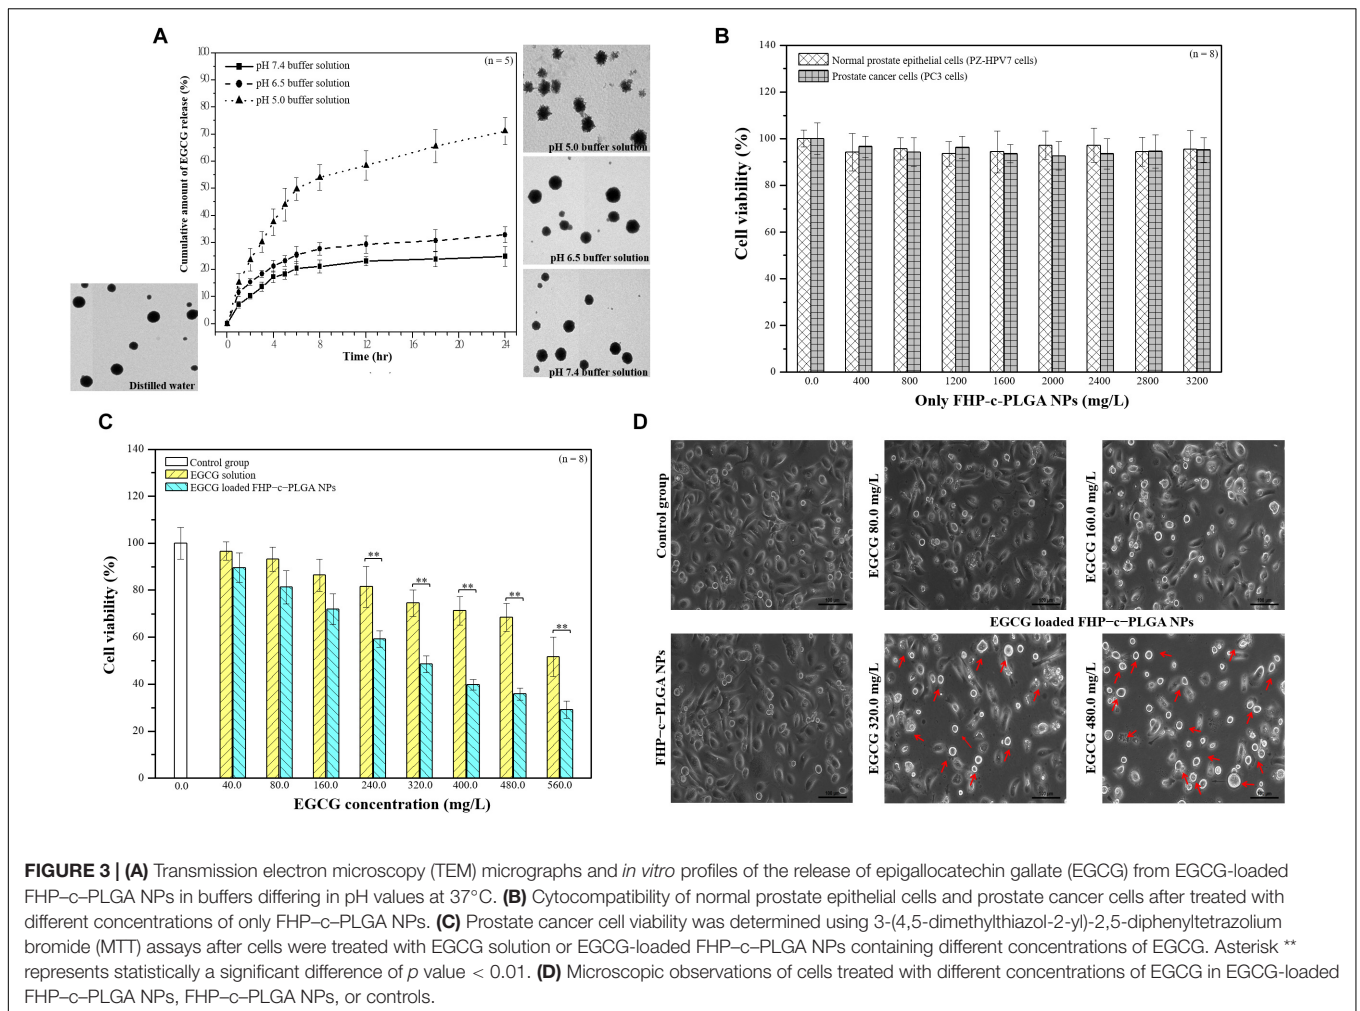 A
(n = 5)
pH 7.4 buffer solution
pH 6.5 buffer solution
pH 5.0 buffer solution
100
90
80
70
60
50
40
30
20
10
0
Cumulative amount of EGCG release (%)
0 4 8 12 16 20 24
Time (hr)
Distilled water
pH 5.0 buffer solution
pH 6.5 buffer solution
pH 7.4 buffer solution
B
(n = 8)
Normal prostate epithelial cells (PZ-HPV7 cells)
Prostate cancer cells (PC3 cells)
140
120
100
80
60
40
20
0
Cell viability (%)
0.0 400 800 1200 1600 2000 2400 2800 3200
Only FHP-c-PLGA NPs (mg/L)
C
(n = 8)
Control group
EGCG solution
EGCG loaded FHP−c−PLGA NPs
140
120
100
80
60
40
20
0
Cell viability (%)
** ** ** ** **
0.0 40.0 80.0 160.0 240.0 320.0 400.0 480.0 560.0
EGCG concentration (mg/L)
D
Control group
EGCG 80.0 mg/L
EGCG 160.0 mg/L
EGCG loaded FHP−c−PLGA NPs
FHP−c−PLGA NPs
EGCG 320.0 mg/L
EGCG 480.0 mg/L
FIGURE 3 | (A) Transmission electron microscopy (TEM) micrographs and in vitro profiles of the release of epigallocatechin gallate (EGCG) from EGCG-loaded
FHP–c–PLGA NPs in buffers differing in pH values at 37°C. (B) Cytocompatibility of normal prostate epithelial cells and prostate cancer cells after treated with
different concentrations of only FHP–c–PLGA NPs. (C) Prostate cancer cell viability was determined using 3-(4,5-dimethylthiazol-2-yl)-2,5-diphenyltetrazolium
bromide (MTT) assays after cells were treated with EGCG solution or EGCG-loaded FHP–c–PLGA NPs containing different concentrations of EGCG. Asterisk **
represents statistically a significant difference of p value < 0.01. (D) Microscopic observations of cells treated with different concentrations of EGCG in EGCG-loaded
FHP–c–PLGA NPs, FHP–c–PLGA NPs, or controls.